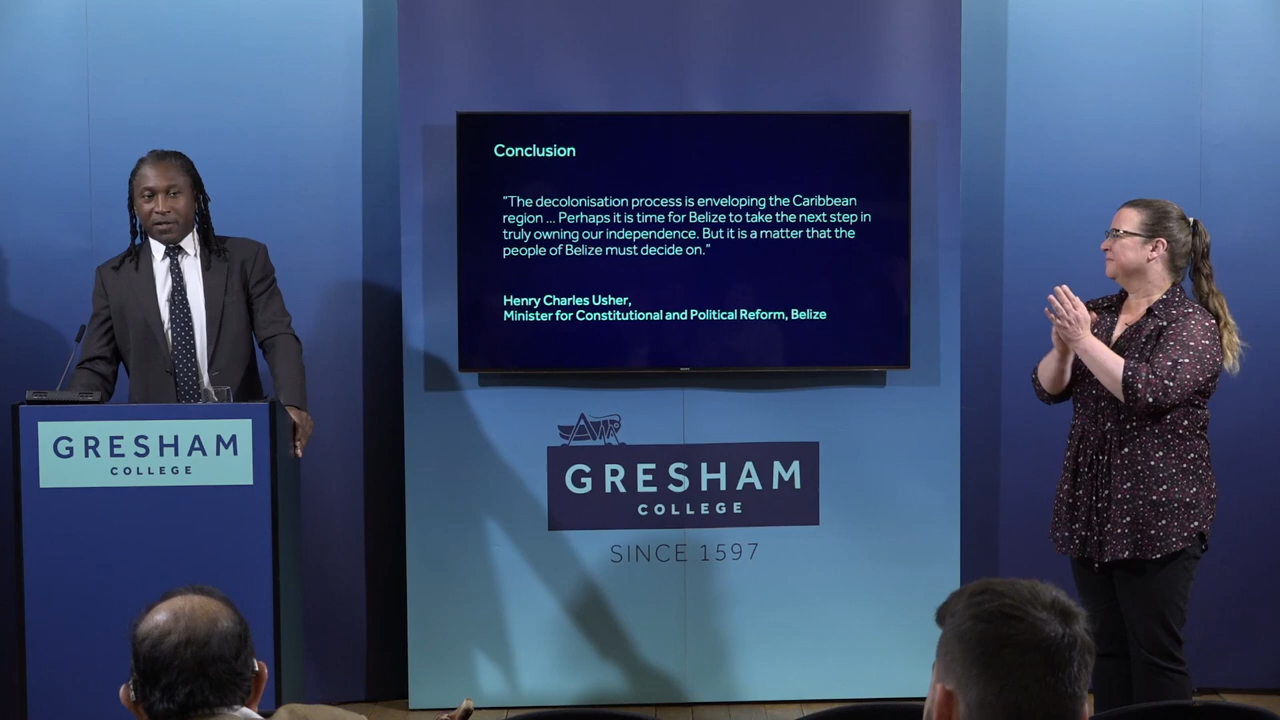 Conclusion
"The decolonisation process is enveloping the Caribbean
region ... Perhaps it is time for Belize to take the next step in
truly owning our independence. But it is a matter that the
people of Belize must decide on."
Henry Charles Usher,
Minister for Constitutional and Political Reform, Belize
GRESHAM
COLLEGE
GRESHAM
COLLEGE
SINCE 1597